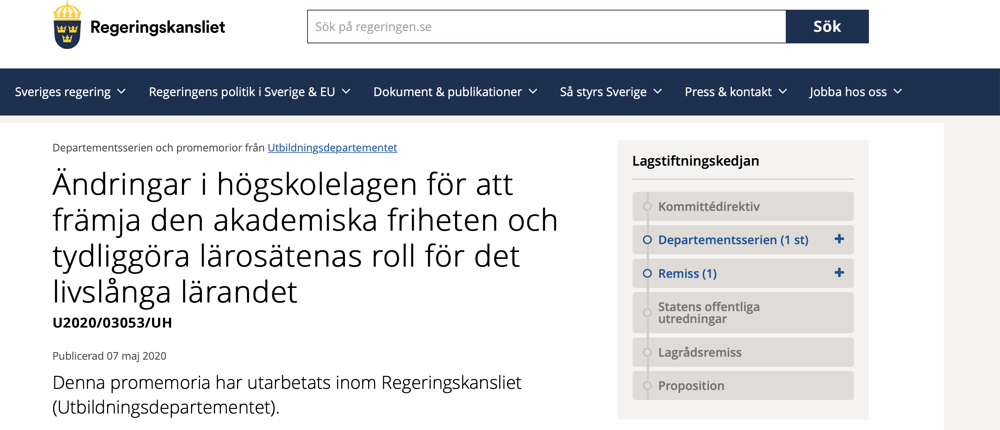 Regeringskansliet
Sök på regeringen.se
Sök
Sveriges regering
Regeringens politik i Sverige & EU
Dokument & publikationer
Så styrs Sverige
Press & kontakt
Jobba hos oss
Departementsserien och promemorior från Utbildningsdepartementet
Ändringar i högskolelagen för att
främja den akademiska friheten och
tydliggöra lärosätenas roll för det
livslånga lärandet
U2020/03053/UH
Publicerad 07 maj 2020
Denna promemoria har utarbetats inom Regeringskansliet
(Utbildningsdepartementet).
Lagstiftningskedjan
Kommittédirektiv
Departementsserien (1 st)
Remiss (1)
Statens offentliga
utredningar
Lagrådsremiss
Proposition